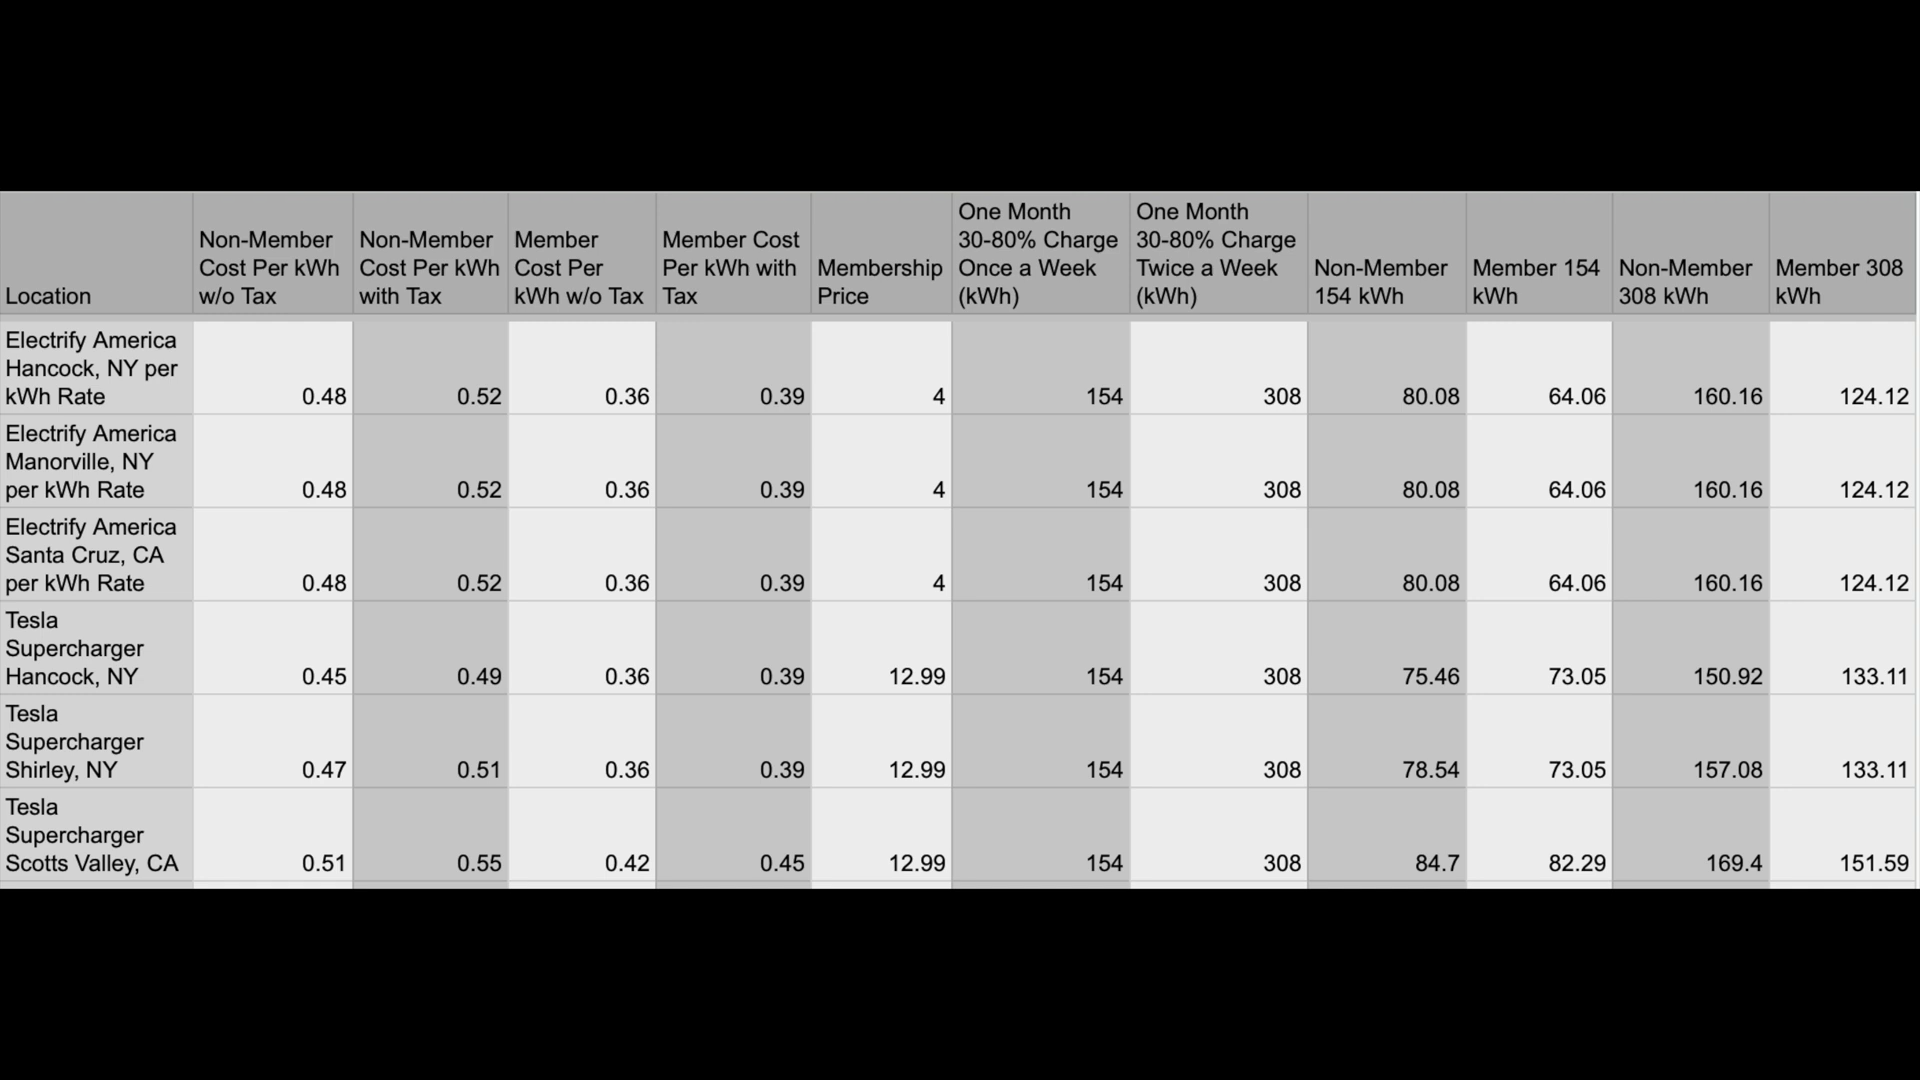 Location
Non-Member
Cost Per kWh
w/o Tax
Non-Member
Cost Per kWh
with Tax
Member
Cost Per
kWh w/o Tax
Member Cost
Per kWh with
Tax
Membership
Price
One Month
30-80% Charge
Once a Week
(kWh)
One Month
30-80% Charge
Twice a Week
(kWh)
Non-Member
154 kWh
Member 154
kWh
Non-Member
308 kWh
Member 308
kWh
Electrify America
Hancock, NY per
kWh Rate
0.48
0.52
0.36
0.39
4
154
308
80.08
64.06
160.16
124.12
Electrify America
Manorville, NY
per kWh Rate
0.48
0.52
0.36
0.39
4
154
308
80.08
64.06
160.16
124.12
Electrify America
Santa Cruz, CA
per kWh Rate
0.48
0.52
0.36
0.39
4
154
308
80.08
64.06
160.16
124.12
Tesla
Supercharger
Hancock, NY
0.45
0.49
0.36
0.39
12.99
154
308
75.46
73.05
150.92
133.11
Tesla
Supercharger
Shirley, NY
0.47
0.51
0.36
0.39
12.99
154
308
78.54
73.05
157.08
133.11
Tesla
Supercharger
Scotts Valley, CA
0.51
0.55
0.42
0.45
12.99
154
308
84.7
82.29
169.4
151.59